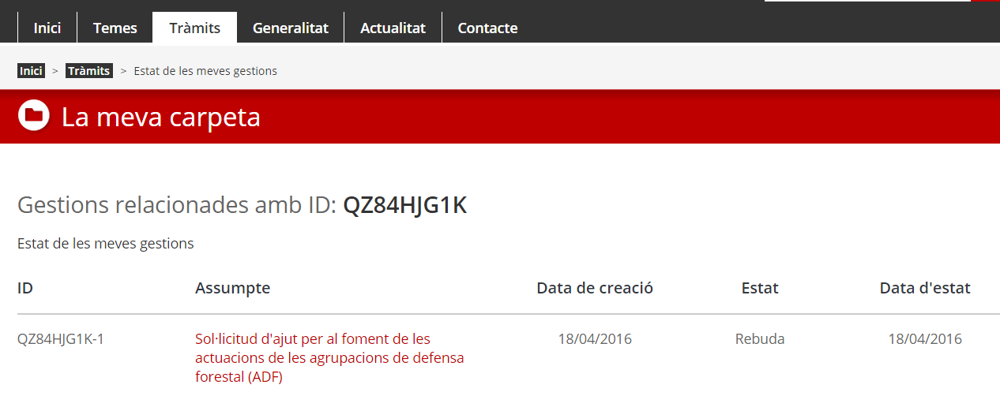 Inici Temes Tràmits Generalitat Actualitat Contacte
Inici > Tràmits > Estat de les meves gestions
La meva carpeta
Gestions relacionades amb ID: QZ84HJG1K
Estat de les meves gestions
ID Assumpte Data de creació Estat Data d'estat
QZ84HJG1K-1 Sol·licitud d'ajut per al foment de les 18/04/2016 Rebuda 18/04/2016
actuacions de les agrupacions de defensa
forestal (ADF)